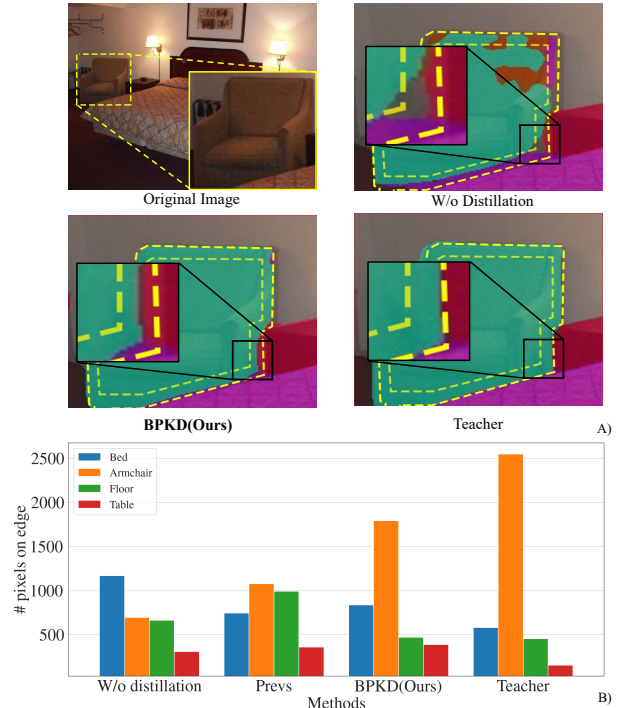 Original Image
W/o Distillation
BPKD(Ours)
Teacher
A)
2500
2000
1500
1000
500
# pixels on edge
Bed
Armchair
Floor
Table
W/o distillation
Prevs
BPKD(Ours)
Teacher
Methods
B)